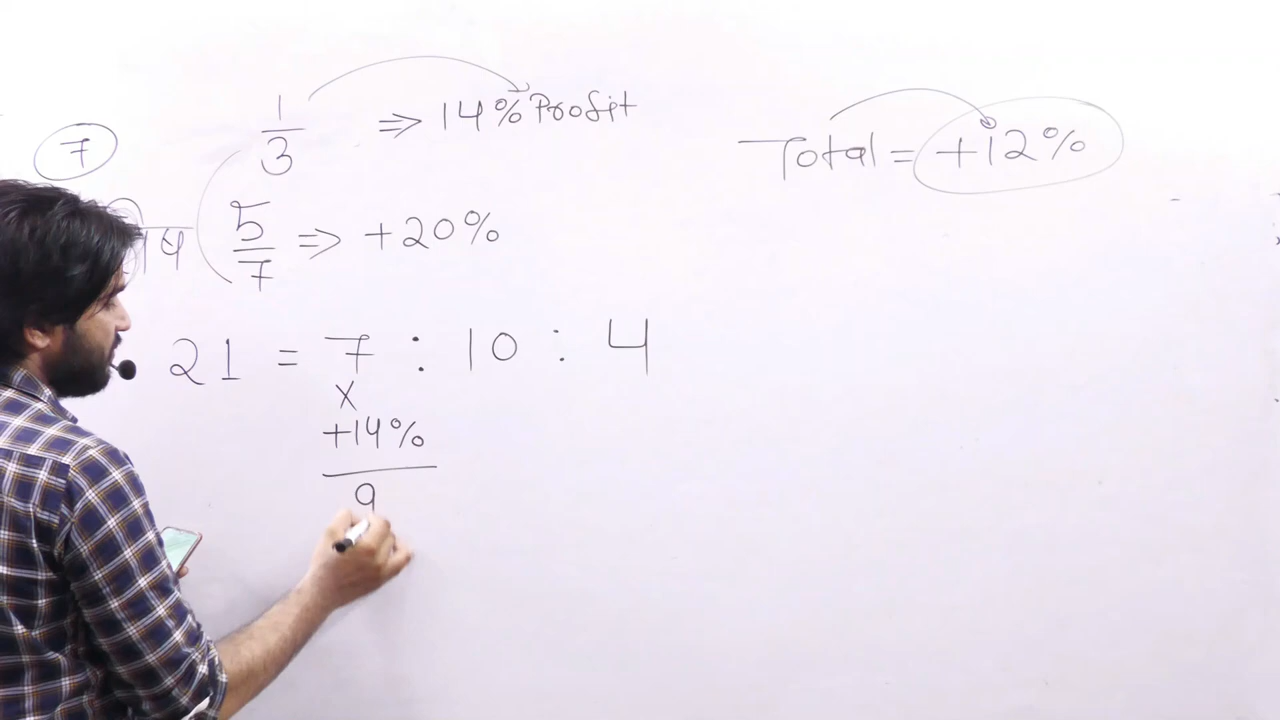 1/3 ⇒ 14% Profit
7
Total = +12%
5/7 ⇒ +20%
21 = 7 : 10 : 4
×
+14%
9